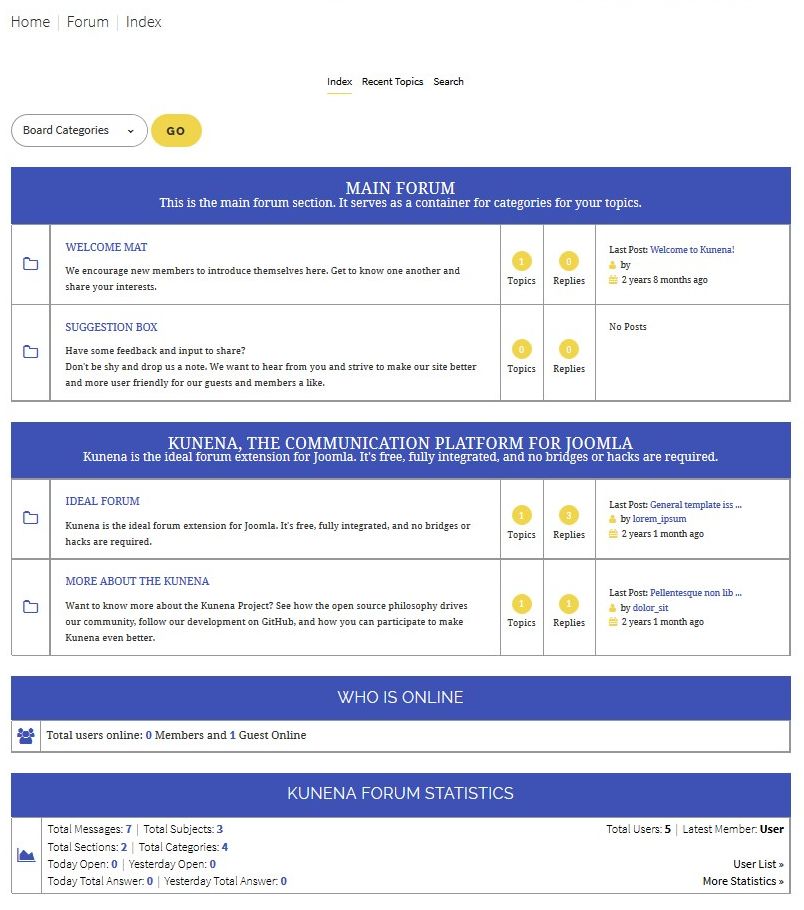 Home | Forum | Index
Index Recent Topics Search
Board Categories GO
MAIN FORUM
This is the main forum section. It serves as a container for categories for your topics.
WELCOME MAT
We encourage new members to introduce themselves here. Get to know one another and
share your interests.
1
Topics
0
Replies
Last Post: Welcome to Kunena!
by
2 years 8 months ago
SUGGESTION BOX
Have some feedback and input to share?
Don't be shy and drop us a note. We want to hear from you and strive to make our site better
and more user friendly for our guests and members a like.
0
Topics
0
Replies
No Posts
KUNENA, THE COMMUNICATION PLATFORM FOR JOOMLA
Kunena is the ideal forum extension for Joomla. It's free, fully integrated, and no bridges or hacks are required.
IDEAL FORUM
Kunena is the ideal forum extension for Joomla. It's free, fully integrated, and no bridges or
hacks are required.
1
Topics
3
Replies
Last Post: General template iss ...
by lorem_ipsum
2 years 1 month ago
MORE ABOUT THE KUNENA
Want to know more about the Kunena Project? See how the open source philosophy drives
our community, follow our development on GitHub, and how you can participate to make
Kunena even better.
1
Topics
1
Replies
Last Post: Pellentesque non lib ...
by dolor_sit
2 years 1 month ago
WHO IS ONLINE
Total users online: 0 Members and 1 Guest Online
KUNENA FORUM STATISTICS
Total Messages: 7 | Total Subjects: 3
Total Sections: 2 | Total Categories: 4
Today Open: 0 | Yesterday Open: 0
Today Total Answer: 0 | Yesterday Total Answer: 0
Total Users: 5 | Latest Member: User
User List »
More Statistics »